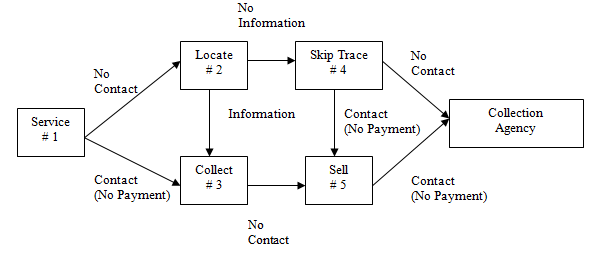 No
Information
Locate
# 2
Skip Trace
# 4
No
Contact
No
Contact
Service
# 1
Information
Contact
(No Payment)
Collection
Agency
Contact
(No Payment)
Collect
# 3
Sell
# 5
Contact
(No Payment)
No
Contact